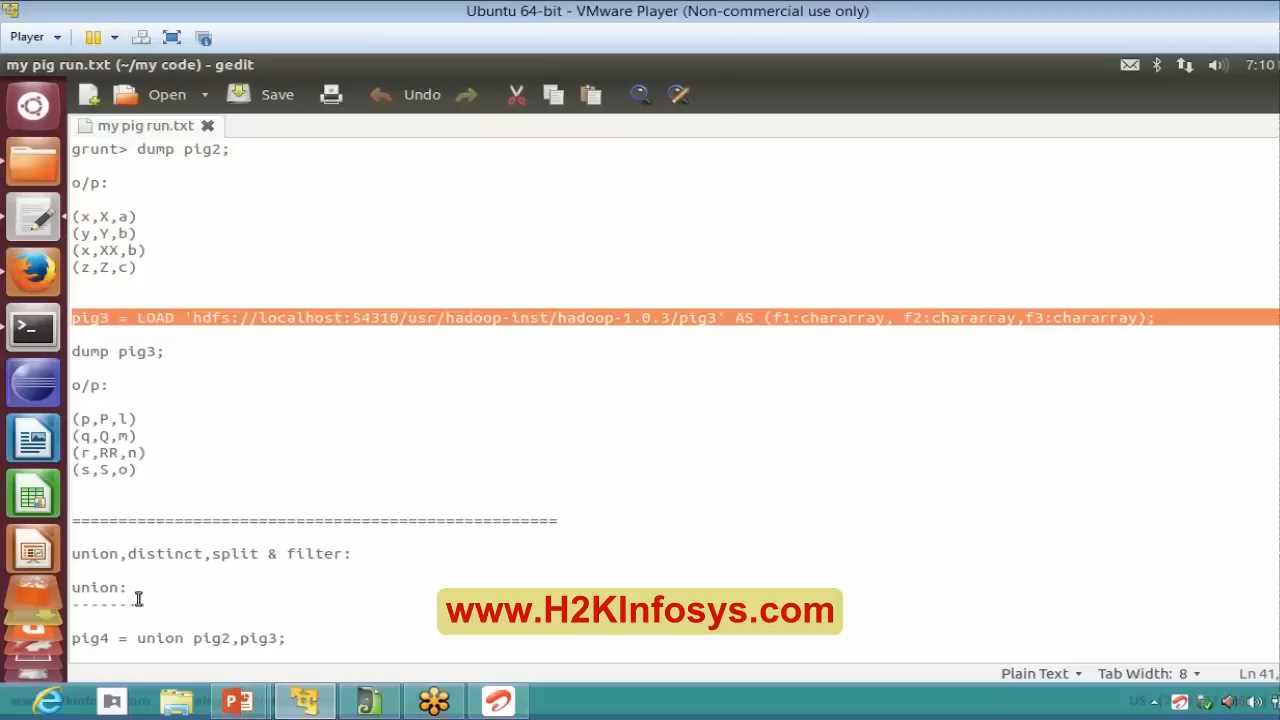 Ubuntu 64-bit - VMware Player (Non-commercial use only)
Player
my pig run.txt (~/my code) - gedit
7:10
Open
Save
Undo
my pig run.txt
grunt> dump pig2;
o/p:
(x,X,a)
(y,Y,b)
(x,XX,b)
(z,Z,c)
pig3 = LOAD 'hdfs://localhost:54310/usr/hadoop-inst/hadoop-1.0.3/pig3' AS (f1:chararray, f2:chararray,f3:chararray);
dump pig3;
o/p:
(p,P,l)
(q,Q,m)
(r,RR,n)
(s,S,o)
====================================================
union,distinct,split & filter:
union:
-------
www.H2KInfosys.com
pig4 = union pig2,pig3;
Plain Text
Tab Width: 8
Ln 41,